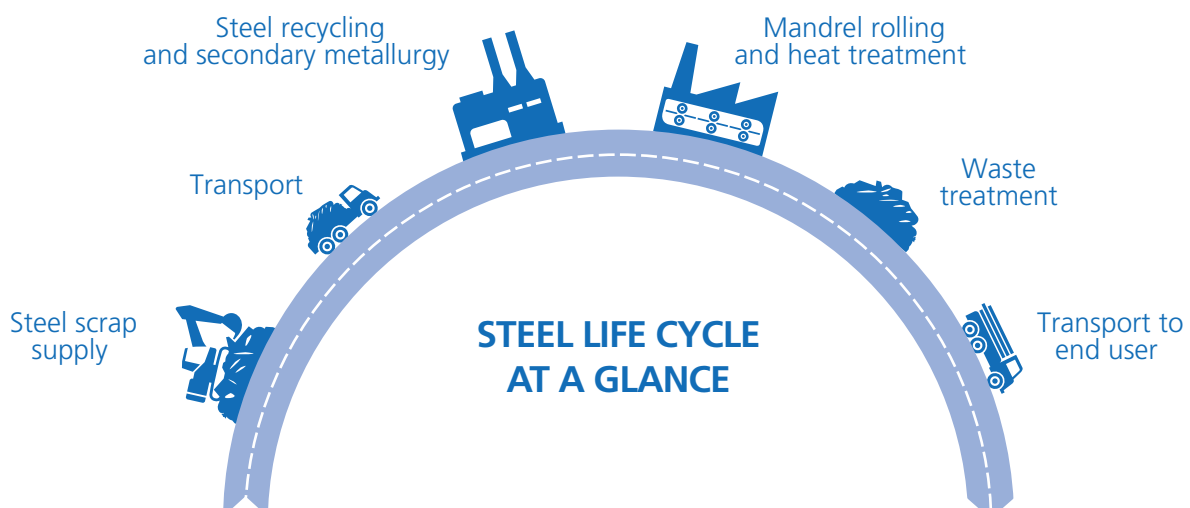 Steel recycling
and secondary metallurgy
Mandrel rolling
and heat treatment
Transport
Waste
treatment
Steel scrap
supply
STEEL LIFE CYCLE
AT A GLANCE
Transport to
end user